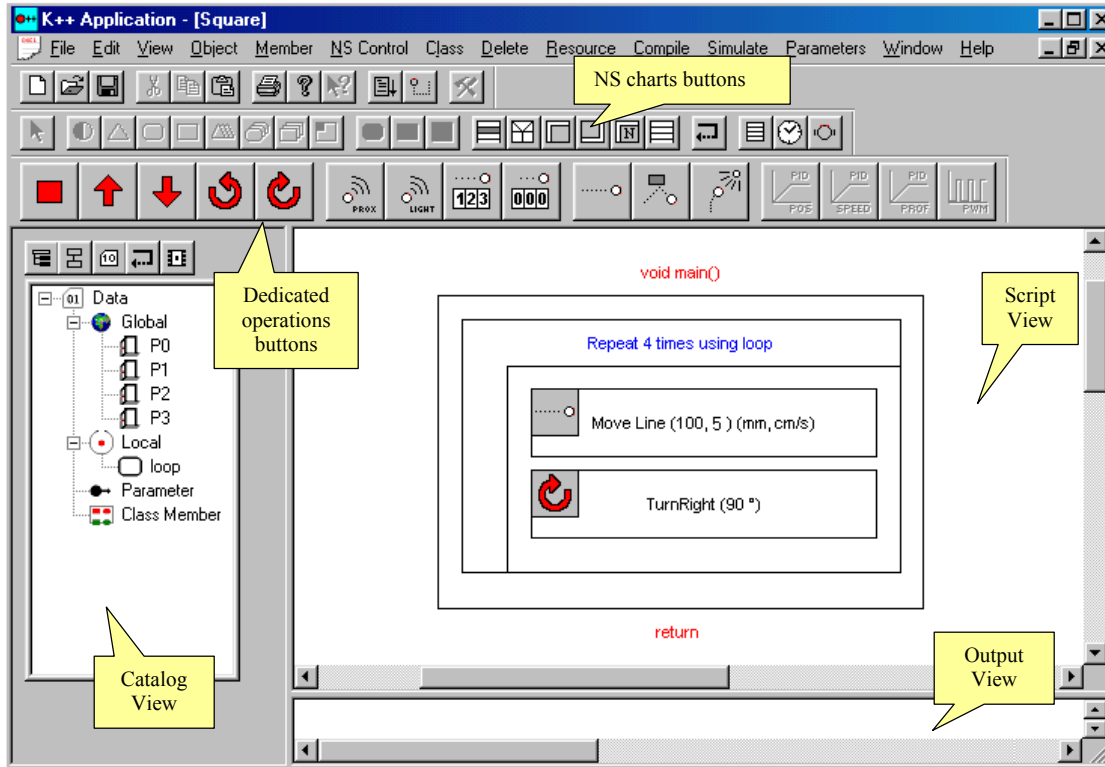 K++ Application - [Square]
File Edit View Object Member NS Control Class Delete Resource Compile Simulate Parameters Window Help
NS charts buttons
N
PROX
LIGHT
123
000
PID
POS
PID
SPEED
PID
PROF
PWM
10
01 Data
Global
P0
P1
P2
P3
Local
loop
Parameter
Class Member
Dedicated
operations
buttons
Catalog
View
void main()
Repeat 4 times using loop
Move Line (100, 5 ) (mm, cm/s)
TurnRight (90 °)
return
Script
View
Output
View